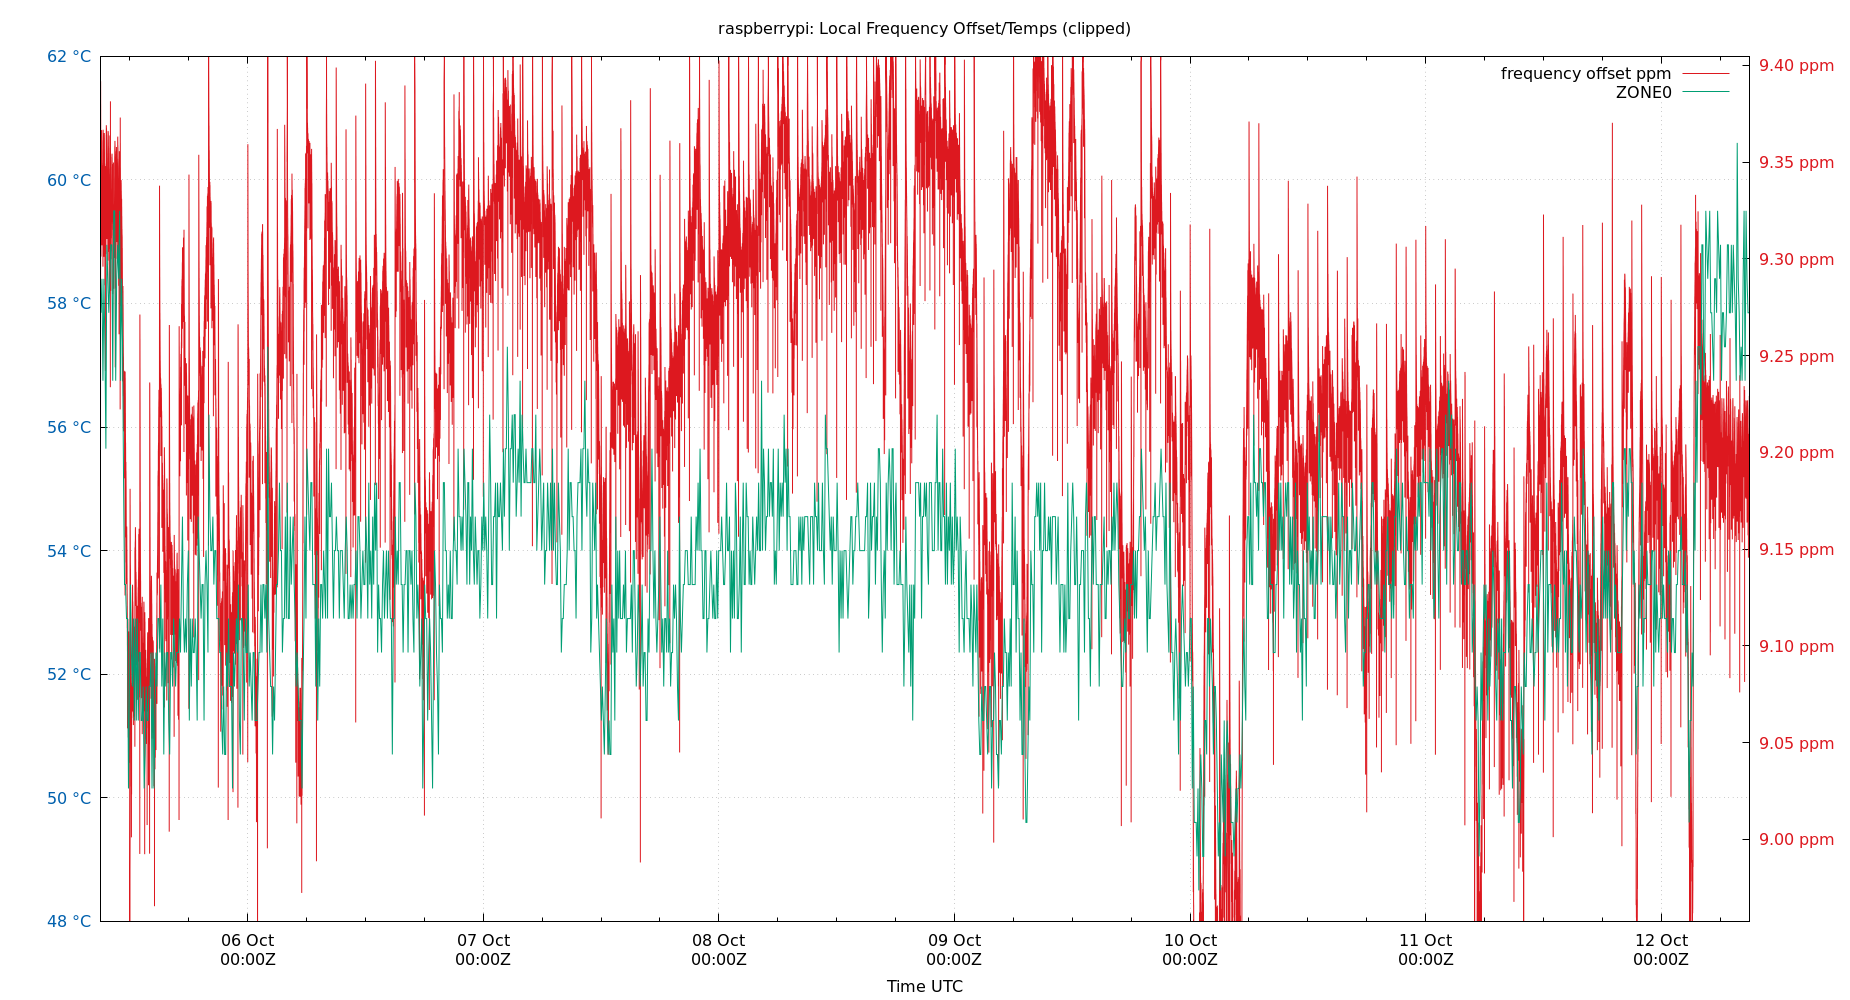 raspberrypi: Local Frequency Offset/Temps (clipped)
62 °C
60 °C
58 °C
56 °C
54 °C
52 °C
50 °C
48 °C
frequency offset ppm
ZONE0
9.40 ppm
9.35 ppm
9.30 ppm
9.25 ppm
9.20 ppm
9.15 ppm
9.10 ppm
9.05 ppm
9.00 ppm
06 Oct 07 Oct 08 Oct 09 Oct 10 Oct 11 Oct 12 Oct
00:00Z 00:00Z 00:00Z 00:00Z 00:00Z 00:00Z 00:00Z
Time UTC